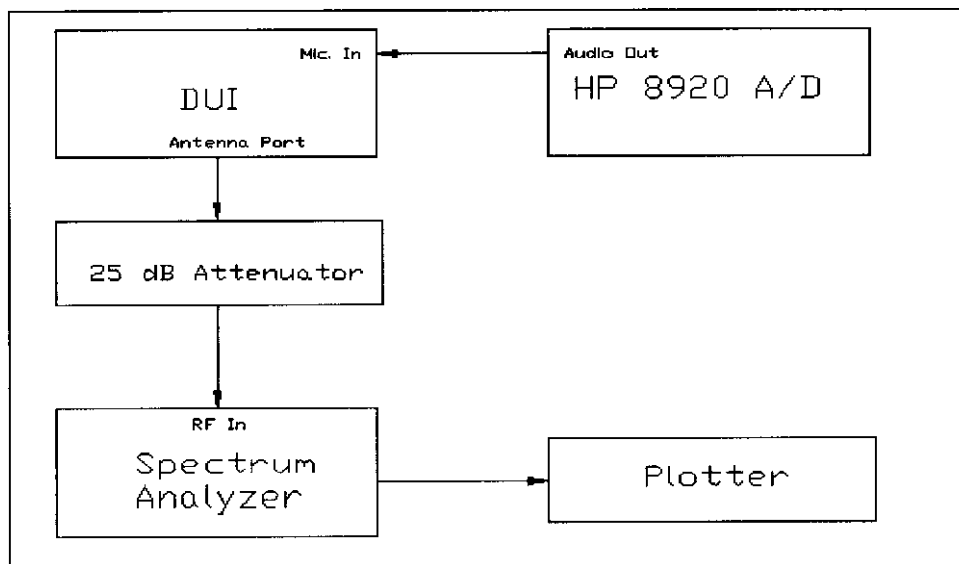 Mic. In
DUI
Antenna Port
Audio Out
HP 8920 A/D
25 dB Attenuator
RF In
Spectrum
Analyzer
Plotter